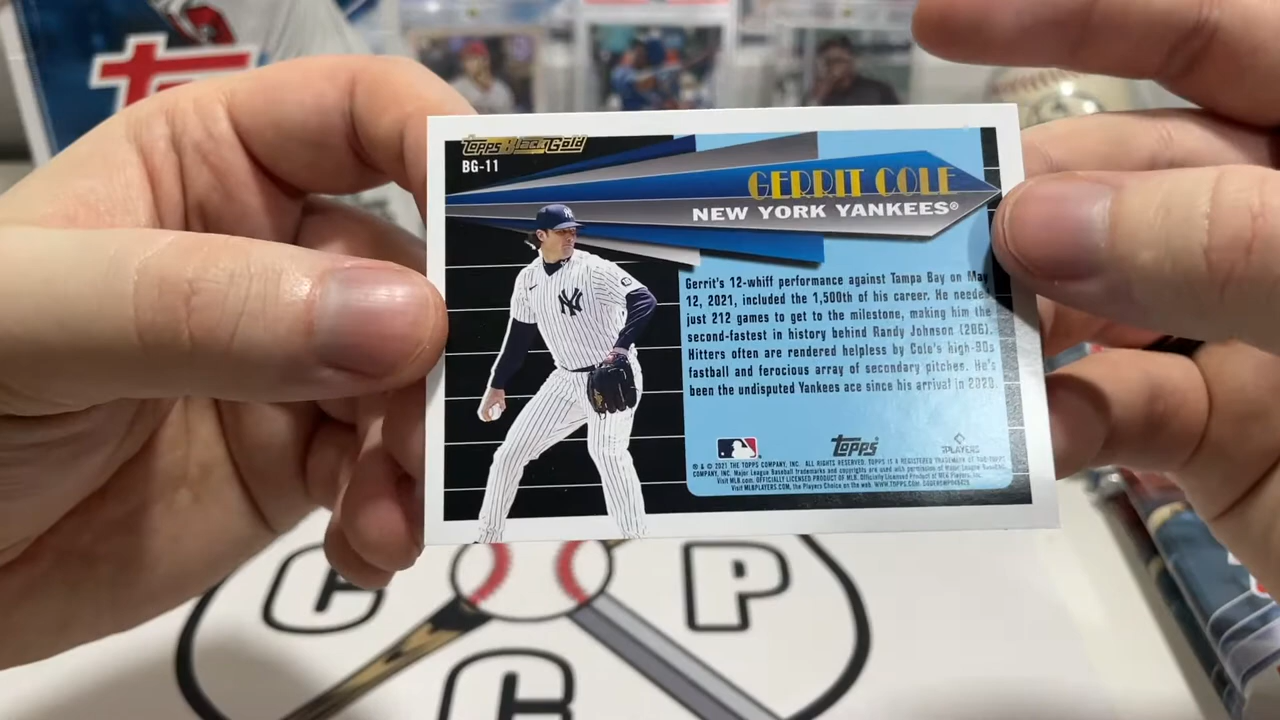 Topps Black Gold
BG-11
GERRIT COLE
NEW YORK YANKEES®
Gerrit's 12-whiff performance against Tampa Bay on May
12, 2021, included the 1,500th of his career. He needed
just 212 games to get to the milestone, making him the
second-fastest in history behind Randy Johnson (206).
Hitters often are rendered helpless by Cole's high-90s
fastball and ferocious array of secondary pitches. He's
been the undisputed Yankees ace since his arrival in 2020.
topps
PLAYERS
® & © 2021 THE TOPPS COMPANY, INC. ALL RIGHTS RESERVED. TOPPS IS A REGISTERED TRADEMARK OF THE TOPPS
COMPANY, INC. Major League Baseball trademarks and copyrights are used with permission of Major League Baseball
Visit MLB.com. OFFICIALLY LICENSED PRODUCT OF MLB Players, Inc.
Visit MLBPLAYERS.com, the Players Choice on the web. WWW.TOPPS.COM.
NY
C
P
C